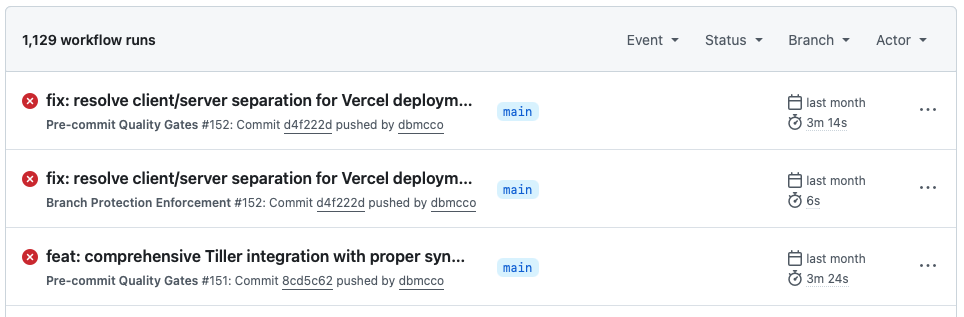 1,129 workflow runs
Event Status Branch Actor
fix: resolve client/server separation for Vercel deploym...
main
last month
Pre-commit Quality Gates #152: Commit d4f222d pushed by dbmcco
3m 14s
fix: resolve client/server separation for Vercel deploym...
main
last month
Branch Protection Enforcement #152: Commit d4f222d pushed by dbmcco
6s
feat: comprehensive Tiller integration with proper syn...
main
last month
Pre-commit Quality Gates #151: Commit 8cd5c62 pushed by dbmcco
3m 24s